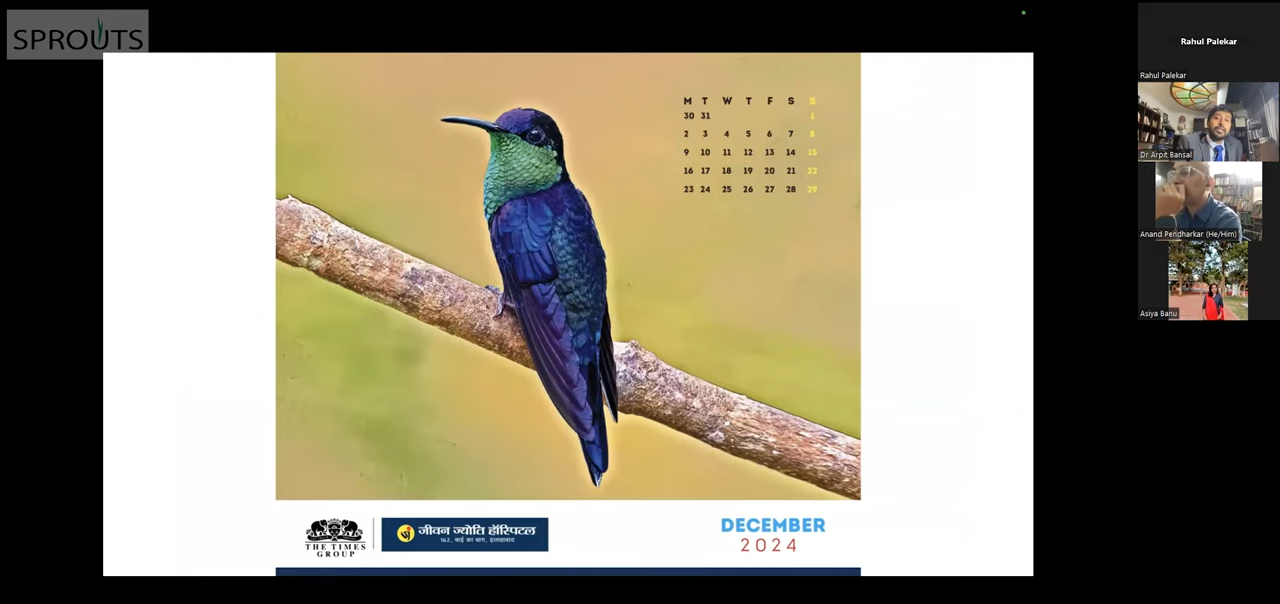 SPROUTS
M T W T F S S
30 31 1
2 3 4 5 6 7 8
9 10 11 12 13 14 15
16 17 18 19 20 21 22
23 24 25 26 27 28 29
THE TIMES
GROUP
जीवन ज्योति हॉस्पिटल
162, बाई का बाग, इलाहाबाद
DECEMBER
2024
Rahul Palekar
Rahul Palekar
Dr Arpit Bansal
Anand Pendharkar (He/Him)
Asiya Banu